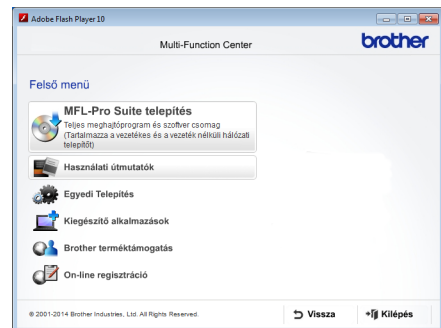 Adobe Flash Player 10
Multi-Function Center
brother
Felső menü
MFL-Pro Suite telepítés
Teljes meghajtóprogram és szoftver csomag
(Tartalmazza a vezetékes és a vezeték nélküli hálózati
telepítőt)
Használati útmutatók
Egyedi Telepítés
Kiegészítő alkalmazások
Brother terméktámogatás
On-line regisztráció
© 2001-2014 Brother Industries, Ltd. All Rights Reserved.
Vissza
Kilépés